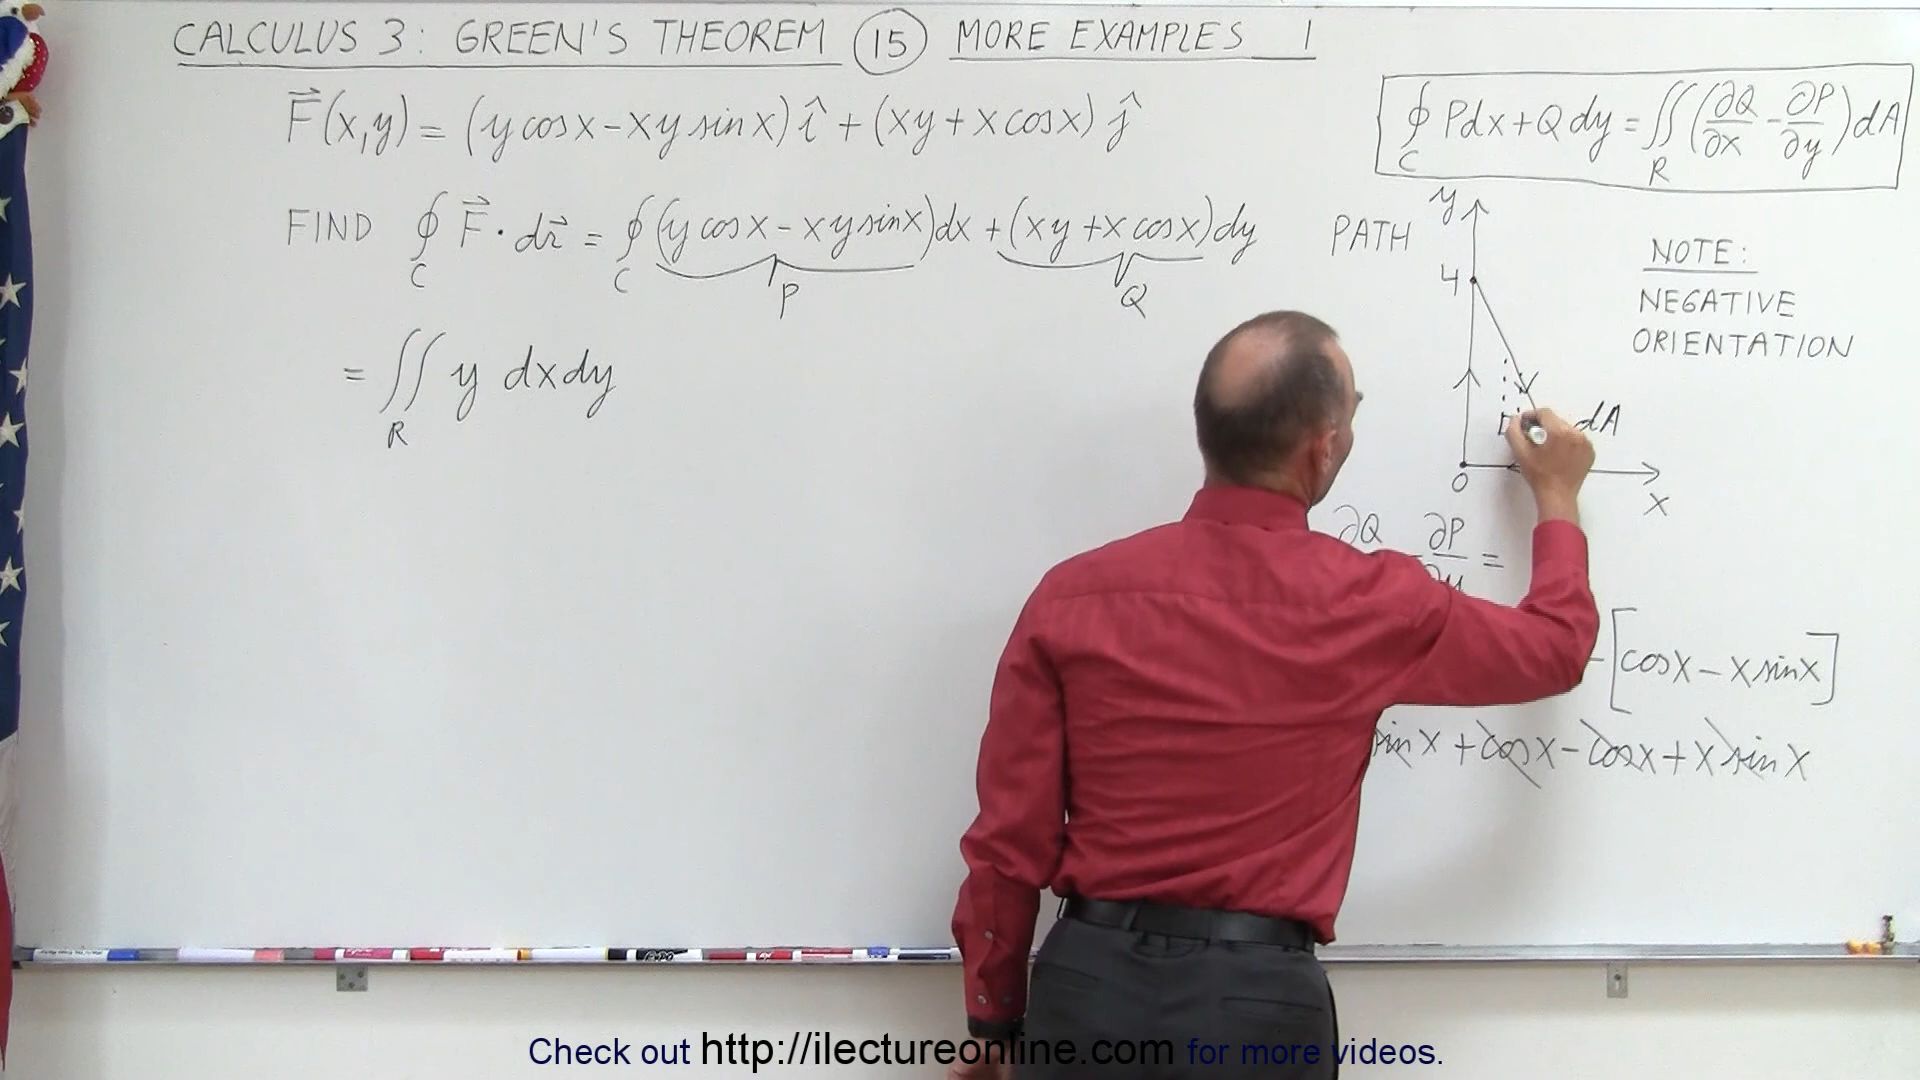 CALCULUS 3: GREEN'S THEOREM (15) MORE EXAMPLES 1
F⃗(x,y) = (y cos x - xy sin x) î + (xy + x cos x) ĵ
∮ P dx + Q dy = ∬ (∂Q/∂x - ∂P/∂y) dA
C R
FIND ∮ F⃗ · dr⃗ = ∮ (y cos x - xy sin x) dx + (xy + x cos x) dy
C C P Q
= ∬ y dx dy
R
PATH
y
4
0
x
dA
NOTE:
NEGATIVE
ORIENTATION
∂Q ∂P/∂y =
- [cos x - x sin x]
sin x + cos x - cos x + x sin x
Check out http://ilectureonline.com for more videos.